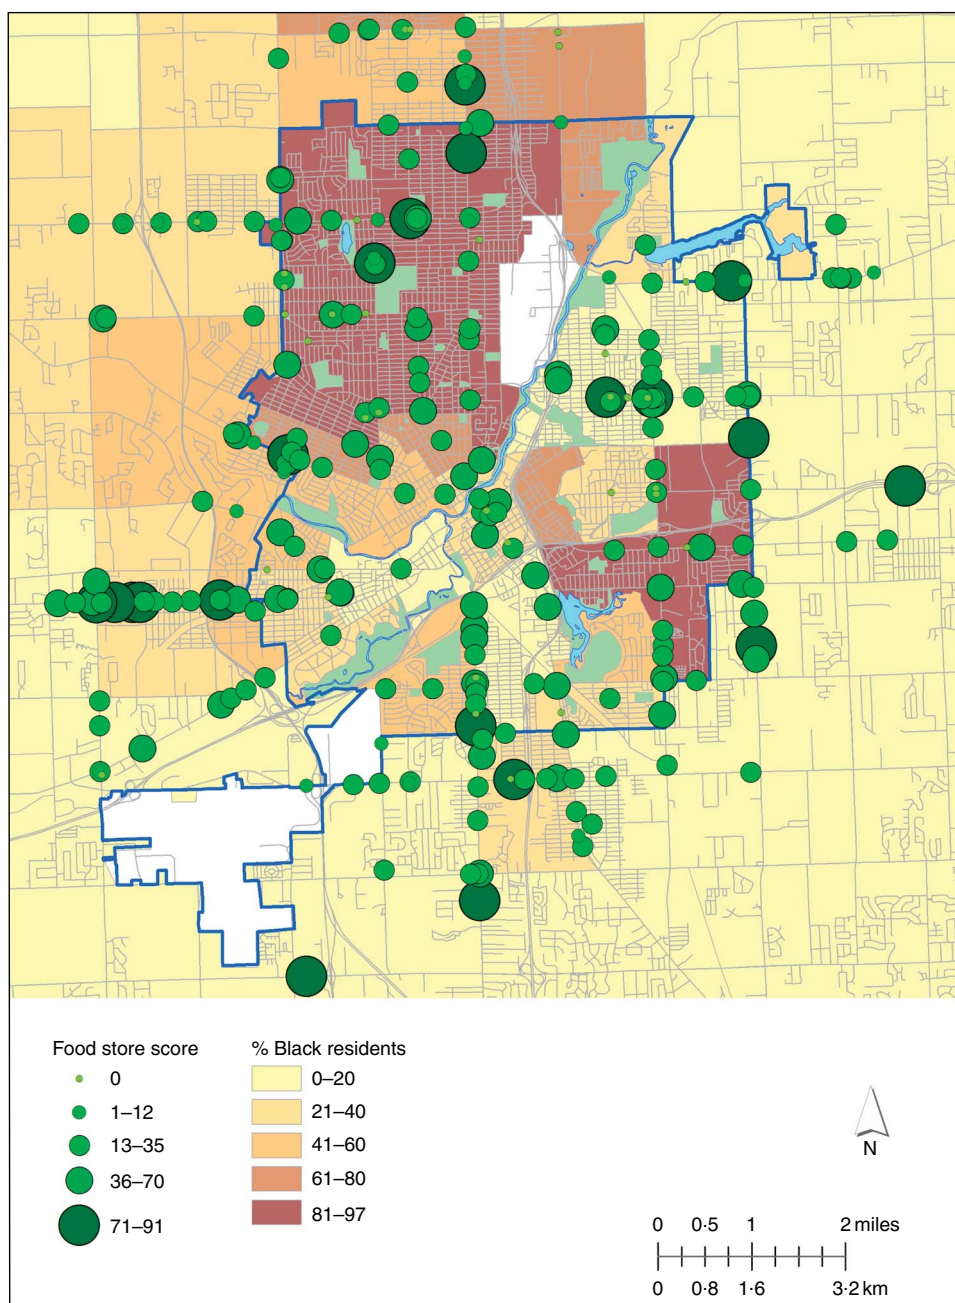 Food store score
0
1–12
13–35
36–70
71–91
% Black residents
0–20
21–40
41–60
61–80
81–97
N
0 0·5 1 2 miles
0 0·8 1·6 3·2 km